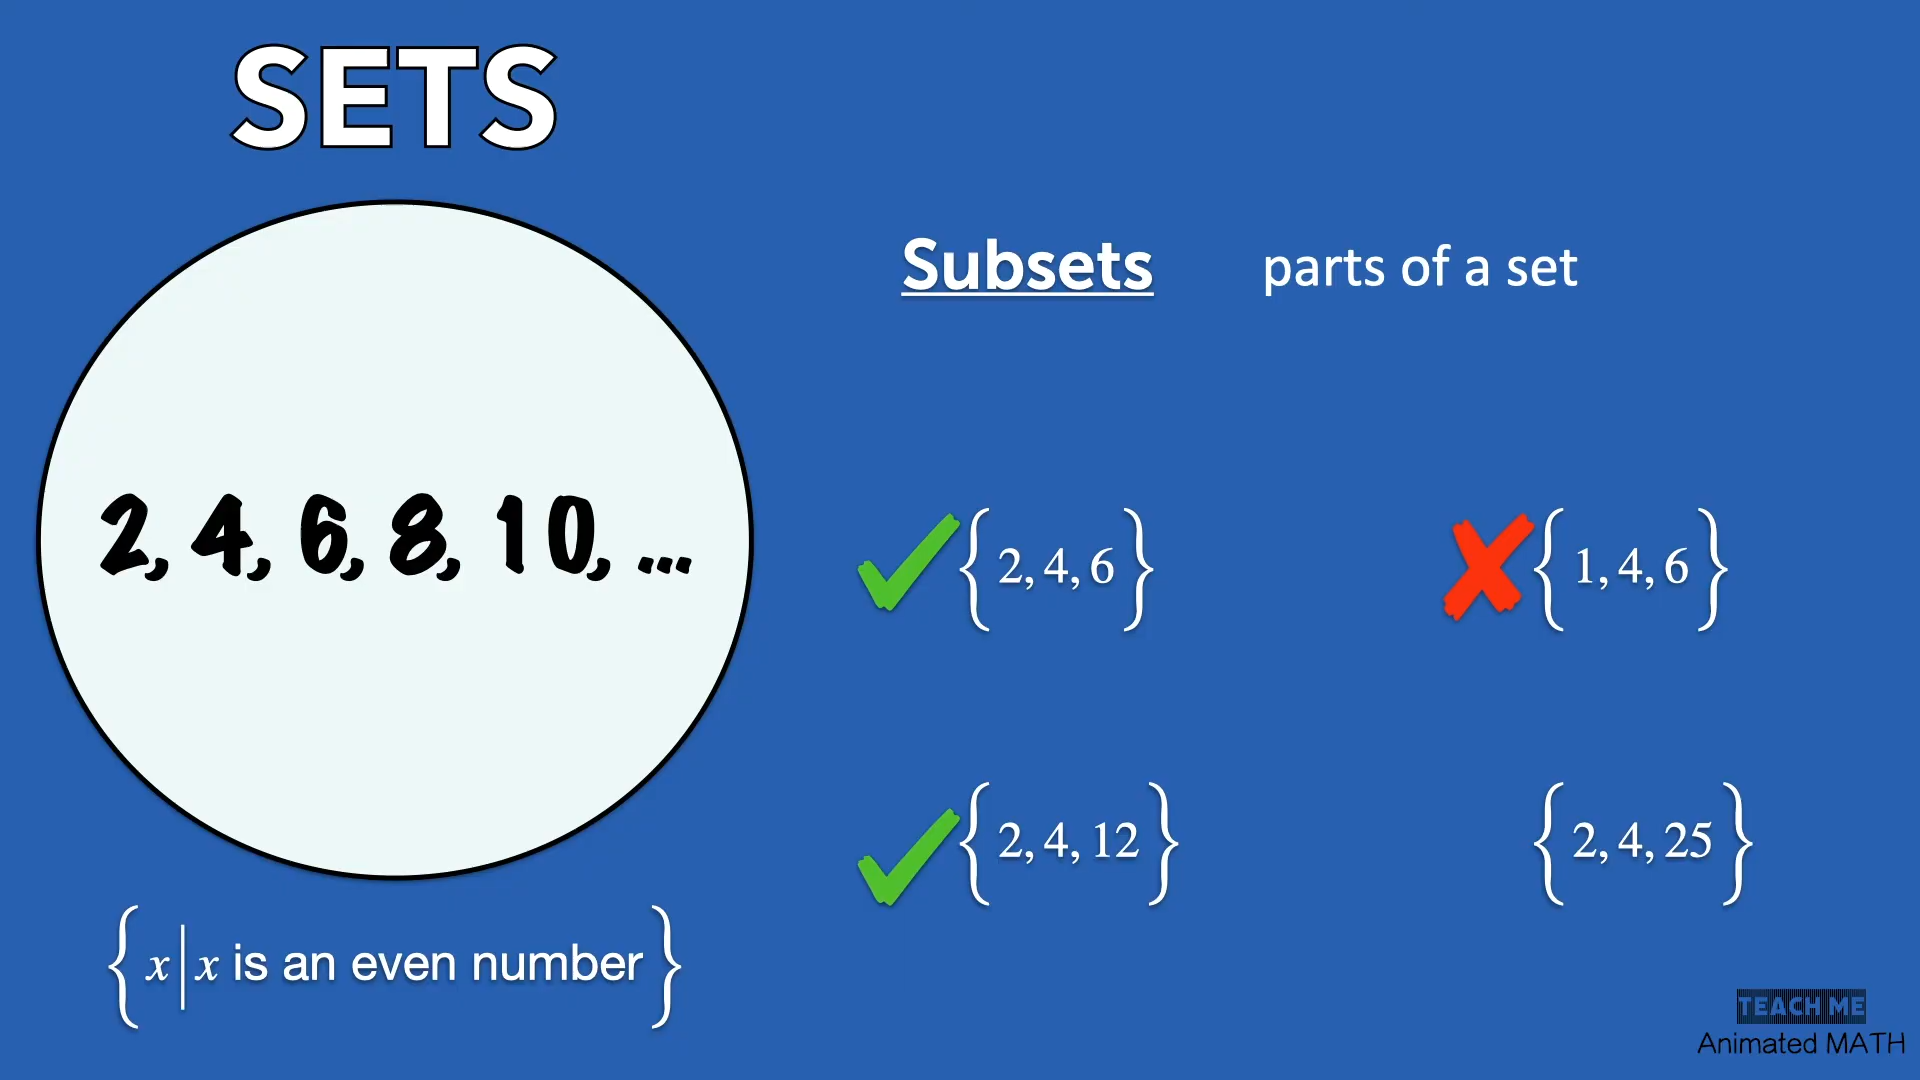 SETS
Subsets parts of a set
2, 4, 6, 8, 10, ...
{2, 4, 6} {1, 4, 6}
{2, 4, 12} {2, 4, 25}
{x|x is an even number}
TEACH ME
Animated MATH